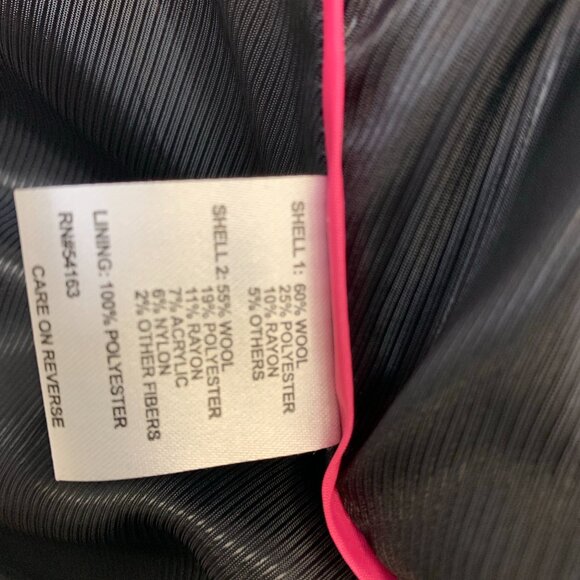 SHELL 1: 60% WOOL
25% POLYESTER
10% RAYON
5% OTHERS
SHELL 2: 55% WOOL
19% POLYESTER
11% RAYON
7% ACRYLIC
6% NYLON
2% OTHER FIBERS
LINING: 100% POLYESTER
RN#54163
CARE ON REVERSE